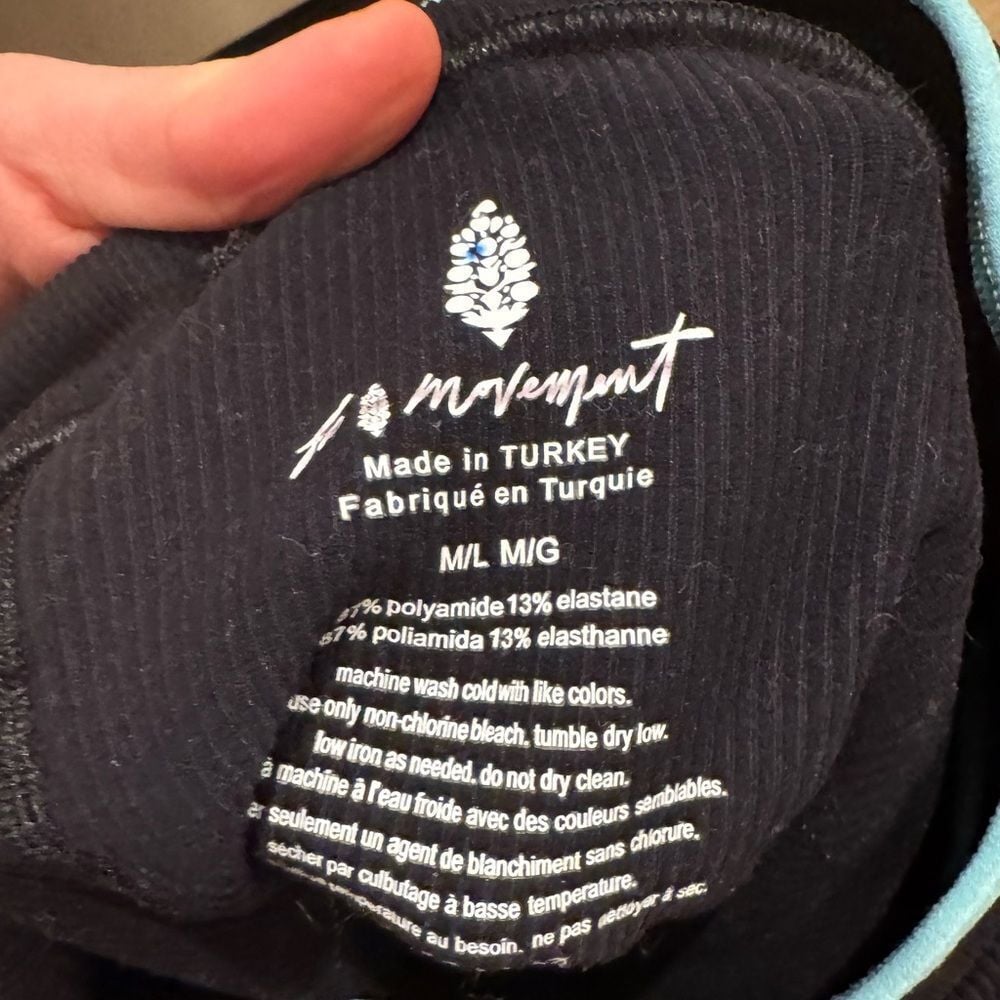 movement
Made in TURKEY
Fabriqué en Turquie
M/L M/G
87% polyamide 13% elastane
87% poliamida 13% elasthanne
machine wash cold with like colors.
use only non-chlorine bleach. tumble dry low.
low iron as needed. do not dry clean.
à machine à l'eau froide avec des couleurs semblables.
seulement un agent de blanchiment sans chlorure.
sécher par culbutage à basse temperature.
température au besoin. ne pas nettoyer à sec.